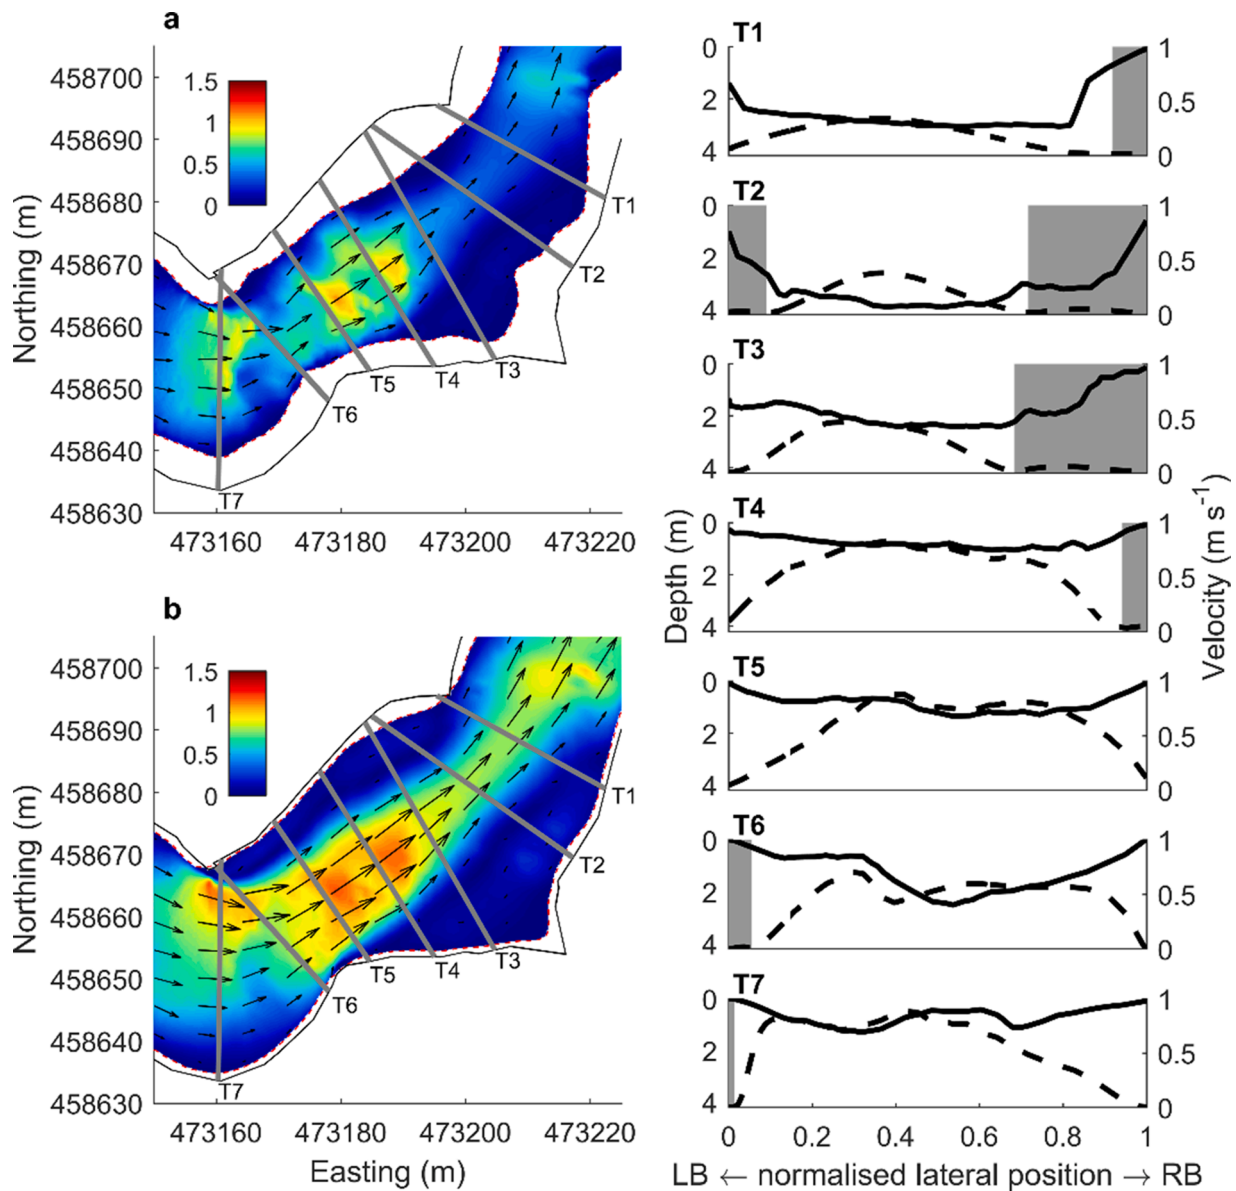 a
1.5
1
0.5
0
458700
458690
458680
458670
458660
458650
458640
458630
Northing (m)
T1
T2
T3
T4
T5
T6
T7
473160
473180
473200
473220
b
1.5
1
0.5
0
458700
458690
458680
458670
458660
458650
458640
458630
Northing (m)
T1
T2
T3
T4
T5
T6
T7
473160
473180
473200
473220
Easting (m)
T1
0
2
4
1
0.5
0
T2
0
2
4
1
0.5
0
T3
0
2
4
1
0.5
0
T4
0
2
4
1
0.5
0
T5
0
2
4
1
0.5
0
T6
0
2
4
1
0.5
0
T7
0
2
4
1
0.5
0
Depth (m)
Velocity (m s⁻¹)
0 0.2 0.4 0.6 0.8 1
LB ← normalised lateral position → RB